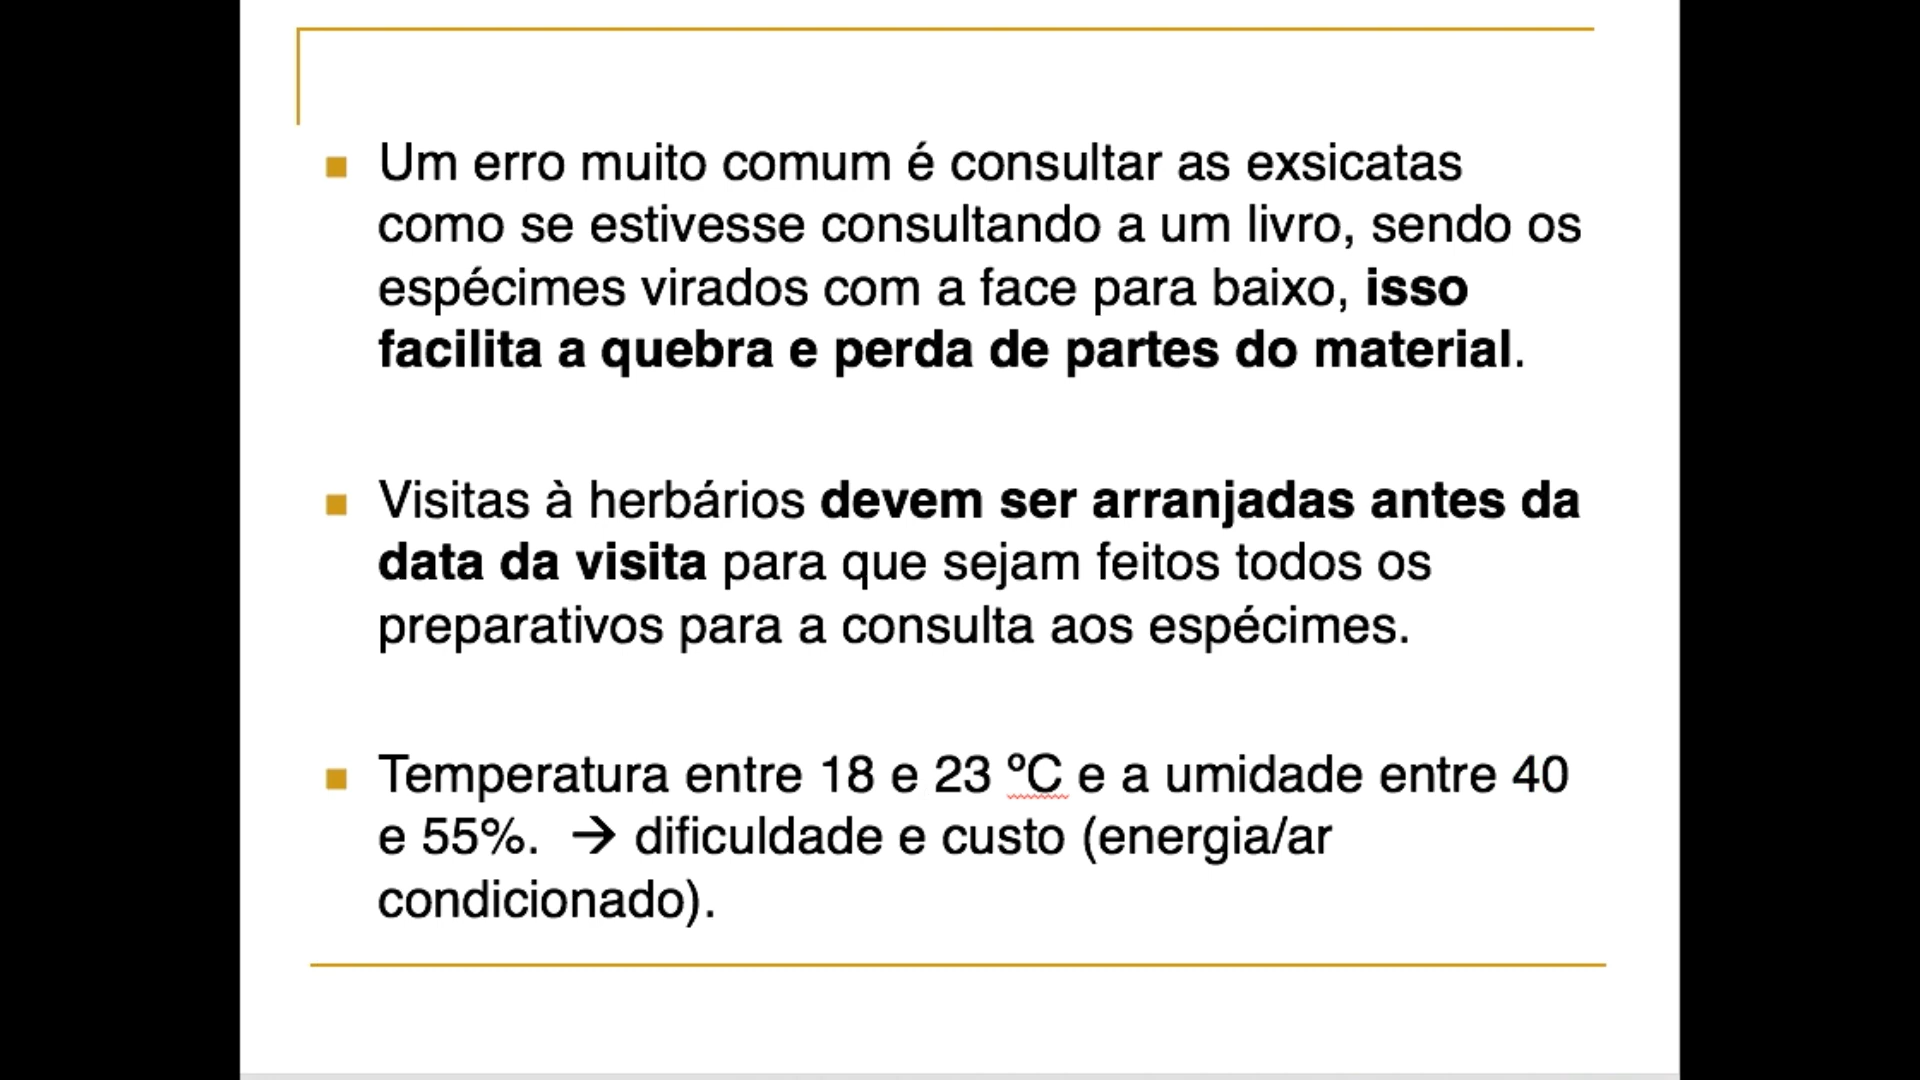 Um erro muito comum é consultar as exsicatas
como se estivesse consultando a um livro, sendo os
espécimes virados com a face para baixo, isso
facilita a quebra e perda de partes do material.
Visitas à herbários devem ser arranjadas antes da
data da visita para que sejam feitos todos os
preparativos para a consulta aos espécimes.
Temperatura entre 18 e 23 ºC e a umidade entre 40
e 55%. → dificuldade e custo (energia/ar
condicionado).